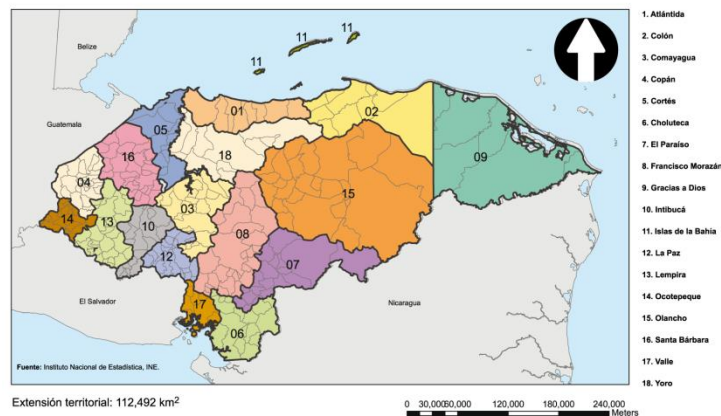 11
11
11
Belize
Guatemala
01
02
05
09
16
18
04
15
03
14
13
10
08
12
07
El Salvador
17
Nicaragua
06
Fuente: Instituto Nacional de Estadística, INE.
Extensión territorial: 112,492 km²
0 30,00060,000 120,000 180,000 240,000
Meters
1. Atlántida
2. Colón
3. Comayagua
4. Copán
5. Cortés
6. Choluteca
7. El Paraíso
8. Francisco Morazán
9. Gracias a Dios
10. Intibucá
11. Islas de la Bahía
12. La Paz
13. Lempira
14. Ocotepeque
15. Olancho
16. Santa Bárbara
17. Valle
18. Yoro